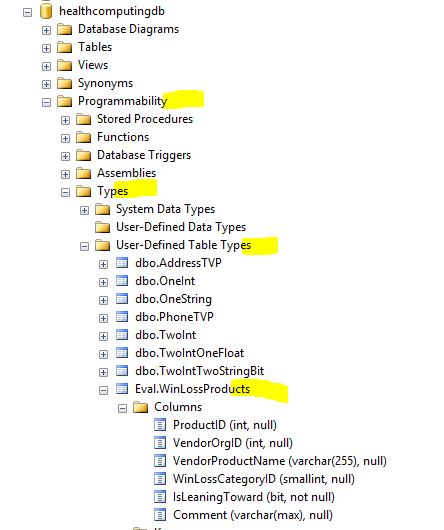 healthcomputingdb
Database Diagrams
Tables
Views
Synonyms
Programmability
Stored Procedures
Functions
Database Triggers
Assemblies
Types
System Data Types
User-Defined Data Types
User-Defined Table Types
dbo.AddressTVP
dbo.OneInt
dbo.OneString
dbo.PhoneTVP
dbo.TwoInt
dbo.TwoIntOneFloat
dbo.TwoIntTwoStringBit
Eval.WinLossProducts
Columns
ProductID (int, null)
VendorOrgID (int, null)
VendorProductName (varchar(255), null)
WinLossCategoryID (smallint, null)
IsLeaningToward (bit, not null)
Comment (varchar(max), null)